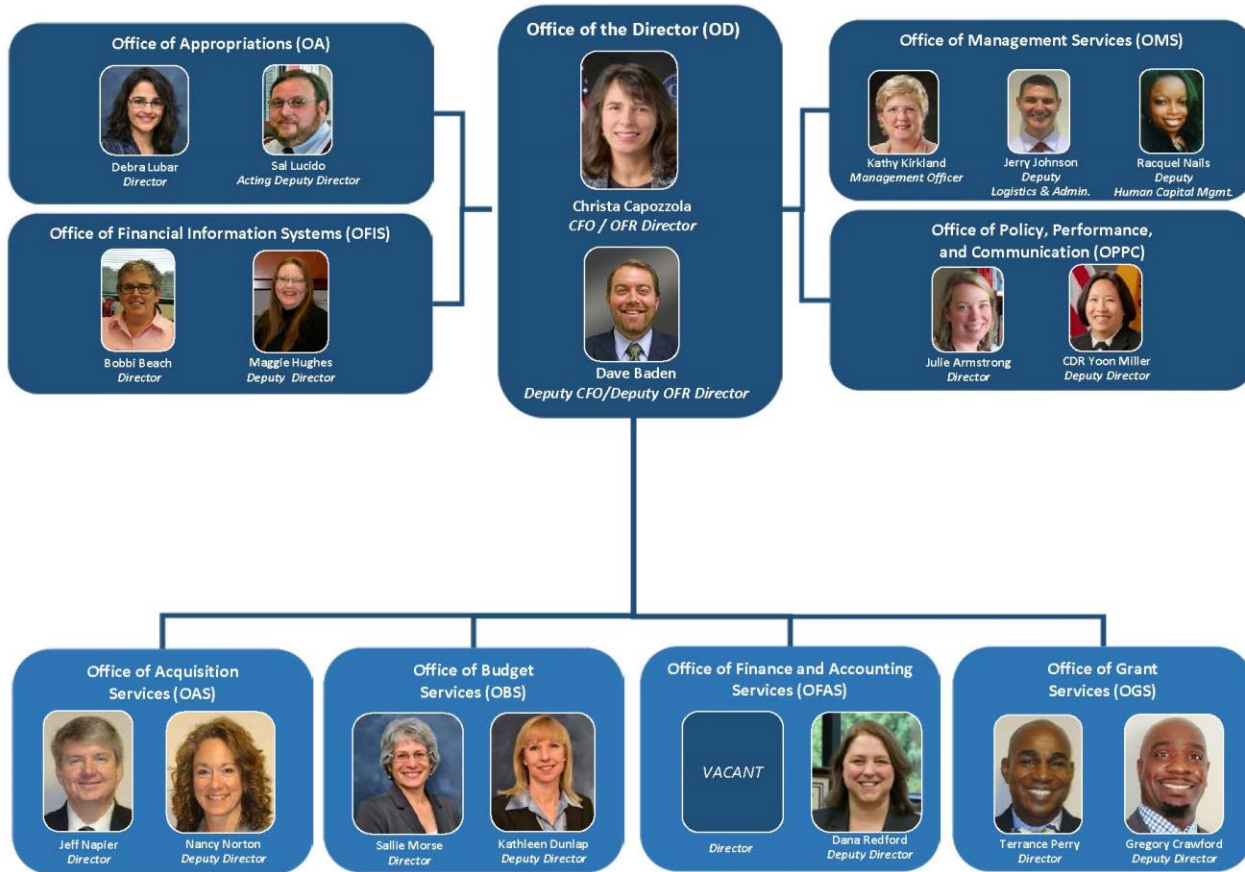 Office of Appropriations (OA)
Debra Lubar
Director
Sal Lucido
Acting Deputy Director
Office of Financial Information Systems (OFIS)
Bobbi Beach
Director
Maggie Hughes
Deputy Director
Office of the Director (OD)
Christa Capozzola
CFO / OFR Director
Dave Baden
Deputy CFO/Deputy OFR Director
Office of Management Services (OMS)
Kathy Kirkland
Management Officer
Jerry Johnson
Deputy
Logistics & Admin.
Racquel Nails
Deputy
Human Capital Mgmt.
Office of Policy, Performance,
and Communication (OPPC)
Julie Armstrong
Director
CDR Yoon Miller
Deputy Director
Office of Acquisition
Services (OAS)
Jeff Napier
Director
Nancy Norton
Deputy Director
Office of Budget
Services (OBS)
Sallie Morse
Director
Kathleen Dunlap
Deputy Director
Office of Finance and Accounting
Services (OFAS)
VACANT
Director
Dana Redford
Deputy Director
Office of Grant
Services (OGS)
Terrance Perry
Director
Gregory Crawford
Deputy Director